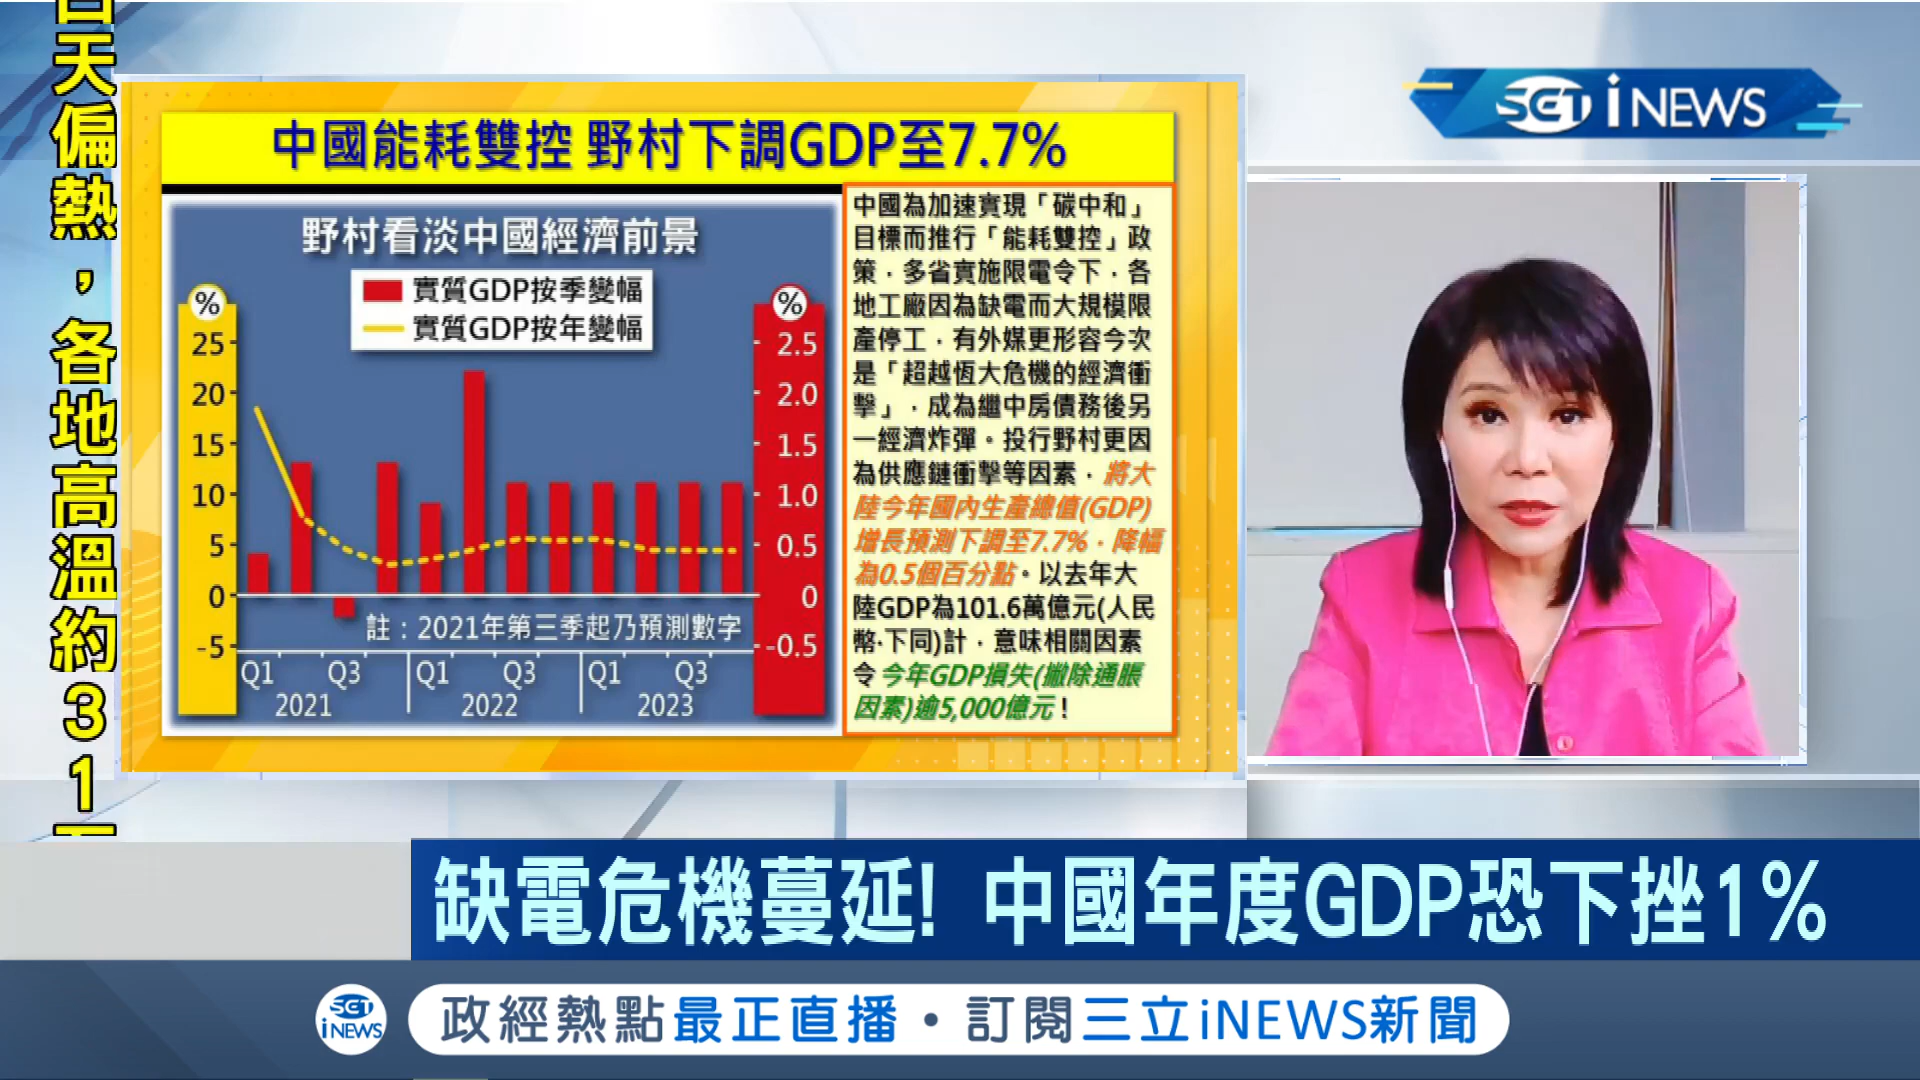 白天偏熱，各地高溫約31
SET iNEWS
中國能耗雙控 野村下調GDP至7.7%
野村看淡中國經濟前景
實質GDP按季變幅
實質GDP按年變幅
%
25
20
15
10
5
0
-5
%
2.5
2.0
1.5
1.0
0.5
0
-0.5
註：2021年第三季起乃預測數字
Q1 Q3 Q1 Q3 Q1 Q3
2021 2022 2023
中國為加速實現「碳中和」
目標而推行「能耗雙控」政
策，多省實施限電令下，各
地工廠因為缺電而大規模限
產停工，有外媒更形容今次
是「超越恆大危機的經濟衝
擊」，成為繼中房債務後另
一經濟炸彈。投行野村更因
為供應鏈衝擊等因素，將大
陸今年國內生產總值(GDP)
增長預測下調至7.7%，降幅
為0.5個百分點。以去年大
陸GDP為101.6萬億元(人民
幣‧下同)計，意味相關因素
令今年GDP損失(撇除通脹
因素)逾5,000億元！
缺電危機蔓延! 中國年度GDP恐下挫1%
SET iNEWS
政經熱點最正直播・訂閱三立iNEWS新聞